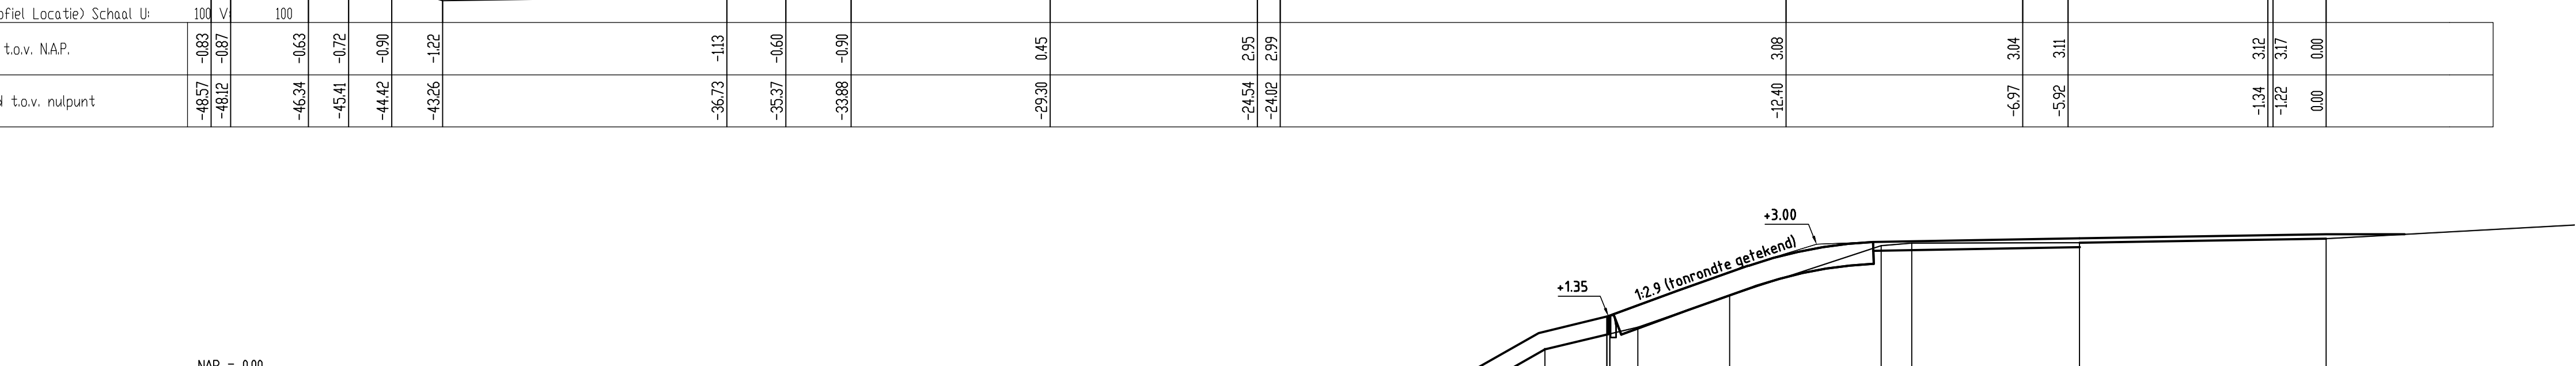 ofiel Locatie) Schaal U: 100 V: 100
t.o.v. N.A.P. -0.83 -0.87 -0.63 -0.72 -0.90 -1.22 -1.13 -0.60 -0.90 0.45 2.95 2.99 3.08 3.04 3.11 3.12 3.17 0.00
d t.o.v. nulpunt -48.57 -48.12 -46.34 -45.41 -44.42 -43.26 -36.73 -35.37 -33.88 -29.30 -24.54 -24.02 -12.40 -6.97 -5.92 -1.34 -1.22 0.00
+3.00
1:2.9 (tonrondte getekend)
+1.35
NAP = 0.00